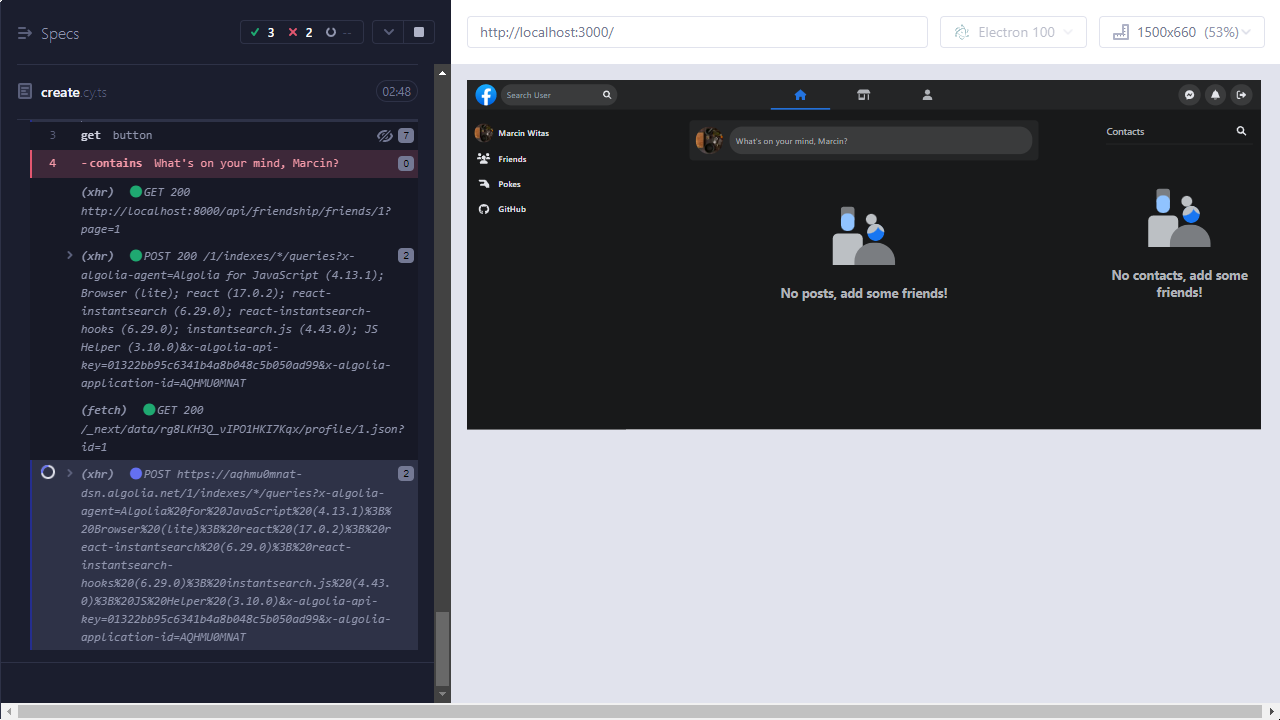 Specs
3
2
--
create.cy.ts
02:48
3 get button 7
4 -contains What's on your mind, Marcin? 0
(xhr) GET 200
http://localhost:8000/api/friendship/friends/1?
page=1
(xhr) POST 200 /1/indexes/*/queries?x- 2
algolia-agent=Algolia for JavaScript (4.13.1);
Browser (lite); react (17.0.2); react-
instantsearch (6.29.0); react-instantsearch-
hooks (6.29.0); instantsearch.js (4.43.0); JS
Helper (3.10.0)&x-algolia-api-
key=01322bb95c6341b4a8b048c5b050ad99&x-algolia-
application-id=AQHMU0MNAT
(fetch) GET 200
/_next/data/rg8lKH3Q_vIPO1HKI7Kqx/profile/1.json?
id=1
(xhr) POST https://aqhmu0mnat- 2
dsn.algolia.net/1/indexes/*/queries?x-algolia-
agent=Algolia%20for%20JavaScript%20(4.13.1)%3B%
20Browser%20(lite)%3B%20react%20(17.0.2)%3B%20r
eact-instantsearch%20(6.29.0)%3B%20react-
instantsearch-
hooks%20(6.29.0)%3B%20instantsearch.js%20(4.43.
0)%3B%20JS%20Helper%20(3.10.0)&x-algolia-api-
key=01322bb95c6341b4a8b048c5b050ad99&x-algolia-
application-id=AQHMU0MNAT
http://localhost:3000/
Electron 100
1500x660 (53%)
Search User
Marcin Witas
Friends
Pokes
GitHub
What's on your mind, Marcin?
No posts, add some friends!
Contacts
No contacts, add some
friends!